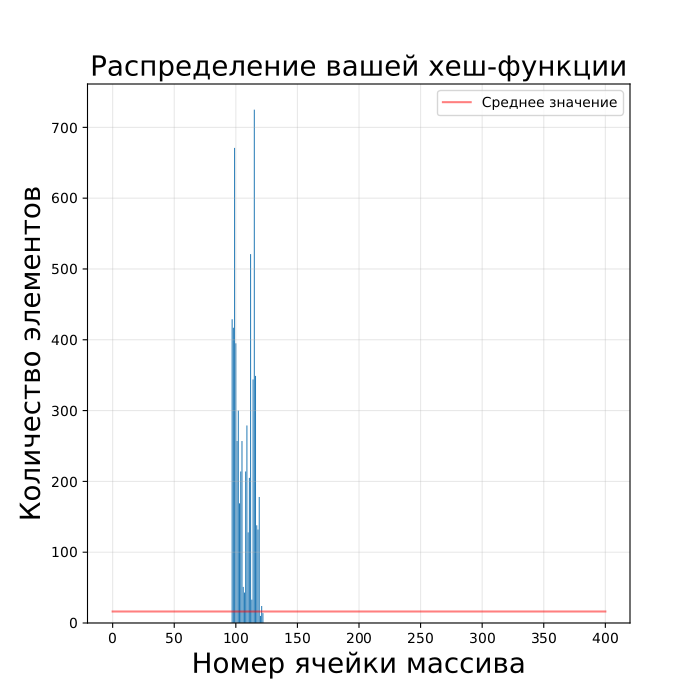 Распределение вашей хеш-функции
Среднее значение
Количество элементов
700
600
500
400
300
200
100
0
0 50 100 150 200 250 300 350 400
Номер ячейки массива